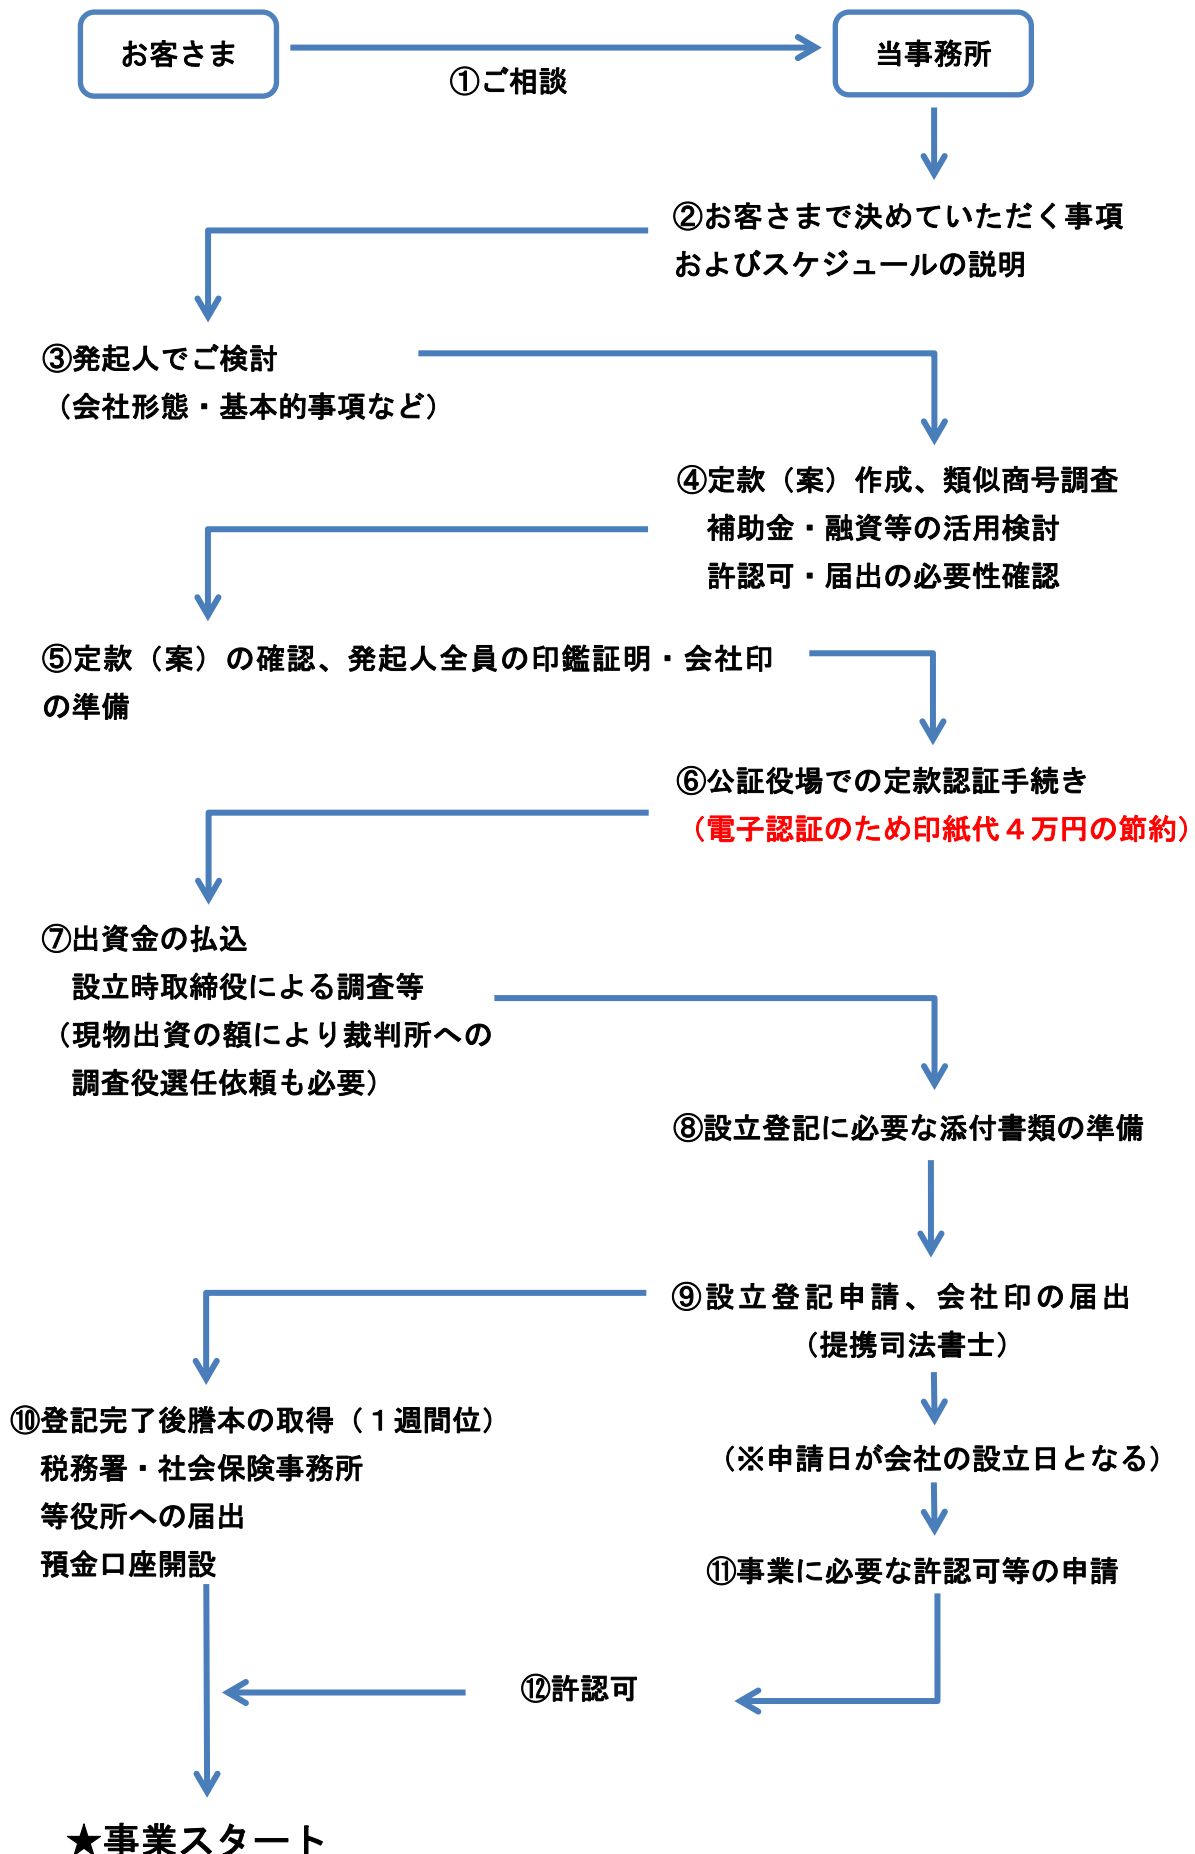 お客さま
当事務所
①ご相談
②お客さまで決めていただく事項
およびスケジュールの説明
③発起人でご検討
（会社形態・基本的事項など）
④定款（案）作成、類似商号調査
補助金・融資等の活用検討
許認可・届出の必要性確認
⑤定款（案）の確認、発起人全員の印鑑証明・会社印
の準備
⑥公証役場での定款認証手続き
（電子認証のため印紙代４万円の節約）
⑦出資金の払込
設立時取締役による調査等
（現物出資の額により裁判所への
調査役選任依頼も必要）
⑧設立登記に必要な添付書類の準備
⑨設立登記申請、会社印の届出
（提携司法書士）
⑩登記完了後謄本の取得（１週間位）
税務署・社会保険事務所
等役所への届出
預金口座開設
（※申請日が会社の設立日となる）
⑪事業に必要な許認可等の申請
⑫許認可
★事業スタート